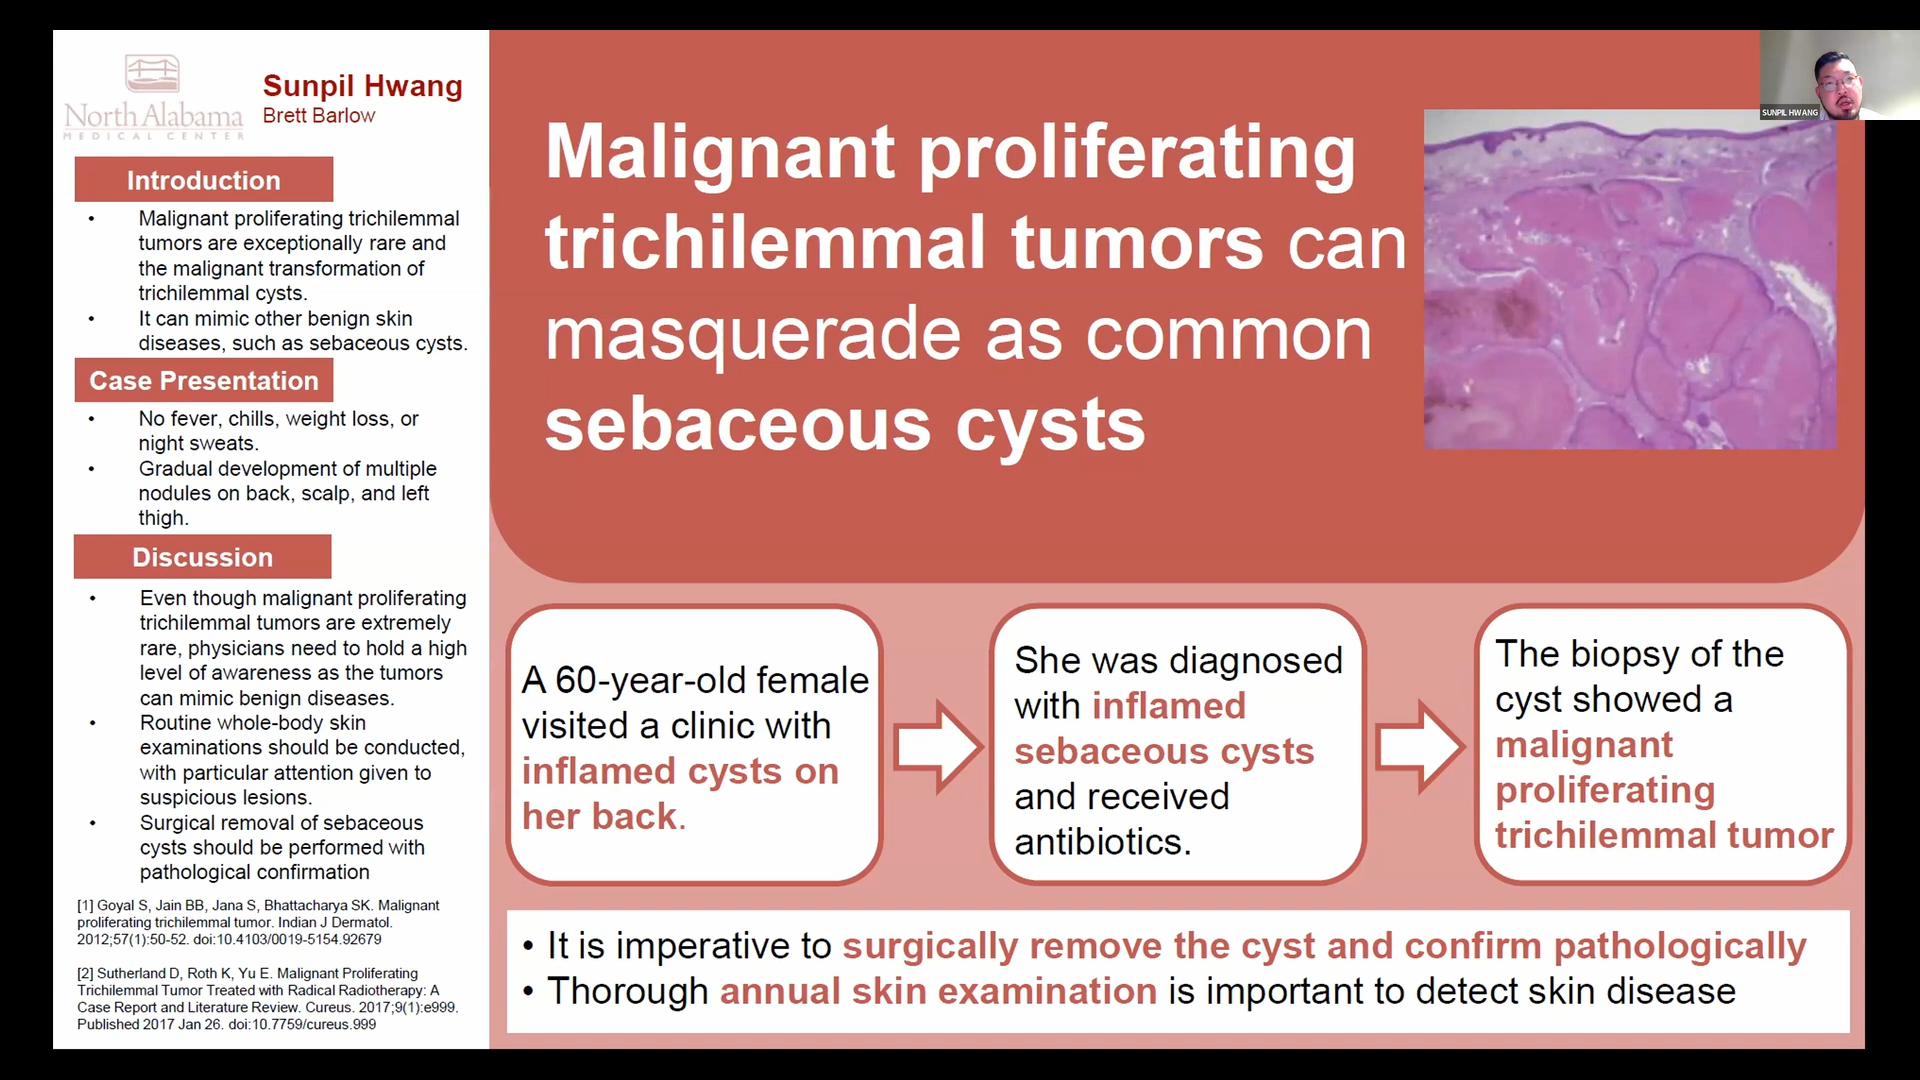 North Alabama
MEDICAL CENTER
Sunpil Hwang
Brett Barlow
Introduction
• Malignant proliferating trichilemmal
tumors are exceptionally rare and
the malignant transformation of
trichilemmal cysts.
• It can mimic other benign skin
diseases, such as sebaceous cysts.
Case Presentation
• No fever, chills, weight loss, or
night sweats.
• Gradual development of multiple
nodules on back, scalp, and left
thigh.
Discussion
• Even though malignant proliferating
trichilemmal tumors are extremely
rare, physicians need to hold a high
level of awareness as the tumors
can mimic benign diseases.
• Routine whole-body skin
examinations should be conducted,
with particular attention given to
suspicious lesions.
• Surgical removal of sebaceous
cysts should be performed with
pathological confirmation
[1] Goyal S, Jain BB, Jana S, Bhattacharya SK. Malignant
proliferating trichilemmal tumor. Indian J Dermatol.
2012;57(1):50-52. doi:10.4103/0019-5154.92679
[2] Sutherland D, Roth K, Yu E. Malignant Proliferating
Trichilemmal Tumor Treated with Radical Radiotherapy: A
Case Report and Literature Review. Cureus. 2017;9(1):e999.
Published 2017 Jan 26. doi:10.7759/cureus.999
Malignant proliferating
trichilemmal tumors can
masquerade as common
sebaceous cysts
SUNPIL HWANG
A 60-year-old female
visited a clinic with
inflamed cysts on
her back.
She was diagnosed
with inflamed
sebaceous cysts
and received
antibiotics.
The biopsy of the
cyst showed a
malignant
proliferating
trichilemmal tumor
• It is imperative to surgically remove the cyst and confirm pathologically
• Thorough annual skin examination is important to detect skin disease